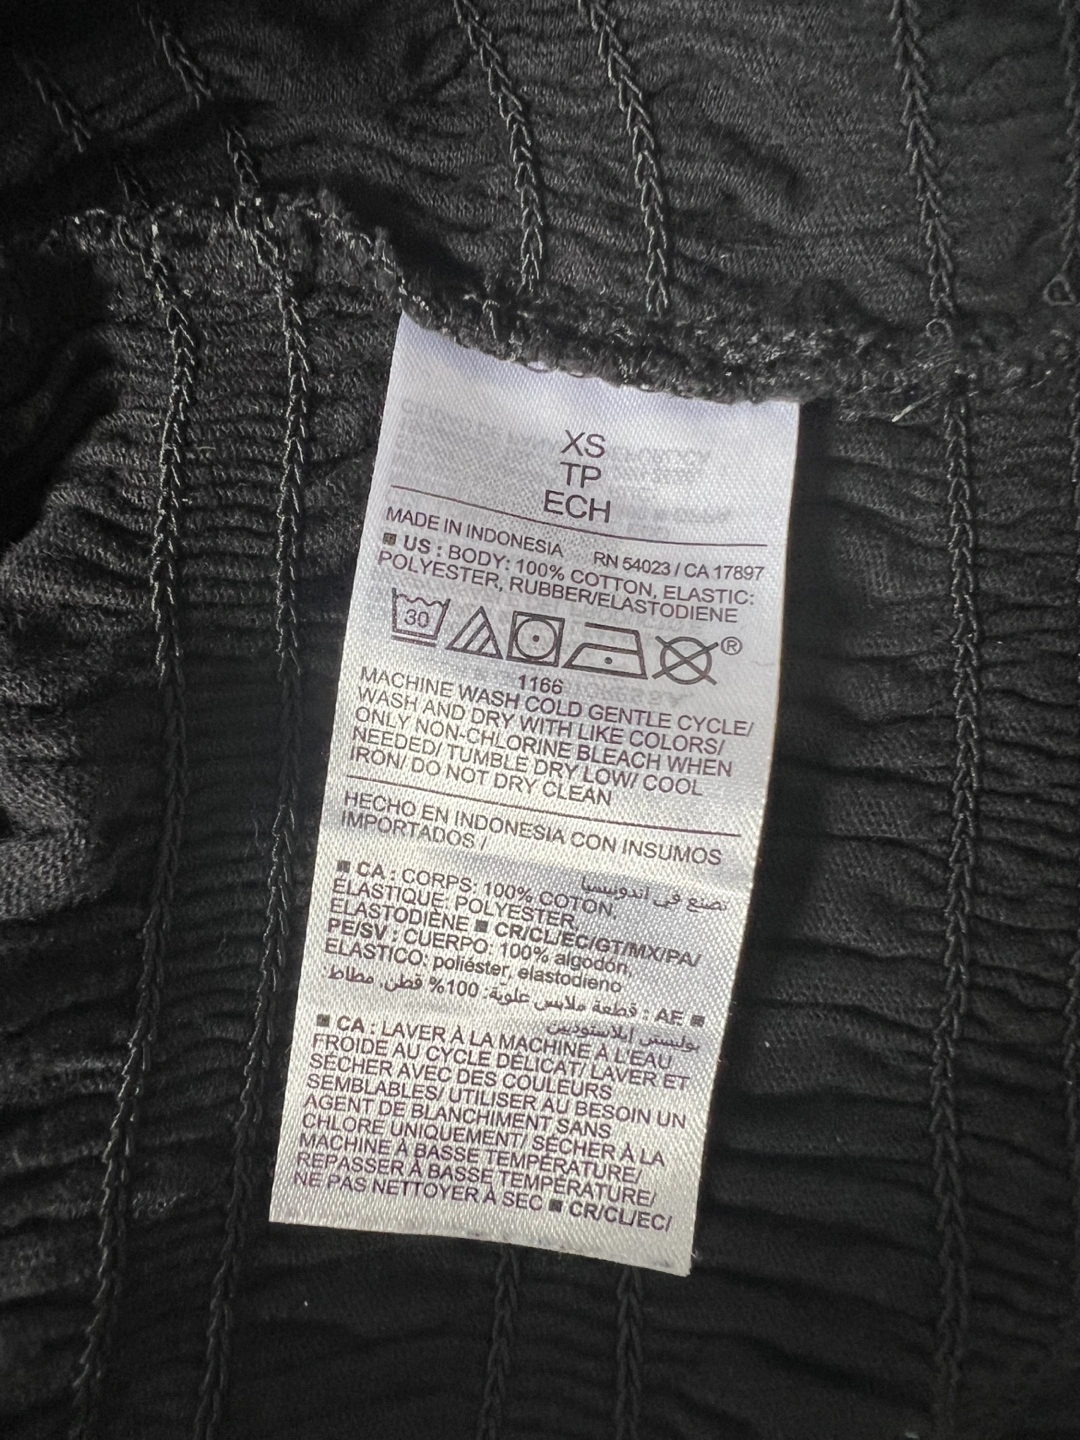 XS
TP
ECH
MADE IN INDONESIA RN 54023 / CA 17897
■ US : BODY: 100% COTTON, ELASTIC:
POLYESTER, RUBBER/ELASTODIENE
30 ®
1166
MACHINE WASH COLD GENTLE CYCLE/
WASH AND DRY WITH LIKE COLORS/
ONLY NON-CHLORINE BLEACH WHEN
NEEDED/ TUMBLE DRY LOW/ COOL
IRON/ DO NOT DRY CLEAN
HECHO EN INDONESIA CON INSUMOS
IMPORTADOS /
تصنع في اندونيسيا
■ CA : CORPS: 100% COTON,
ÉLASTIQUE: POLYESTER,
ÉLASTODIÈNE ■ CR/CL/EC/GT/MX/PA/
PE/SV : CUERPO: 100% algodón,
ELASTICO: poliéster, elastodieno
■ AE : قطعة ملابس علوية: 100% قطن, مطاط
بوليستر إيلاستوديين
■ CA : LAVER À LA MACHINE À L'EAU
FROIDE AU CYCLE DÉLICAT/ LAVER ET
SÉCHER AVEC DES COULEURS
SEMBLABLES/ UTILISER AU BESOIN UN
AGENT DE BLANCHIMENT SANS
CHLORE UNIQUEMENT/ SÉCHER À LA
MACHINE À BASSE TEMPÉRATURE/
REPASSER À BASSE TEMPÉRATURE/
NE PAS NETTOYER À SEC ■ CR/CL/EC/